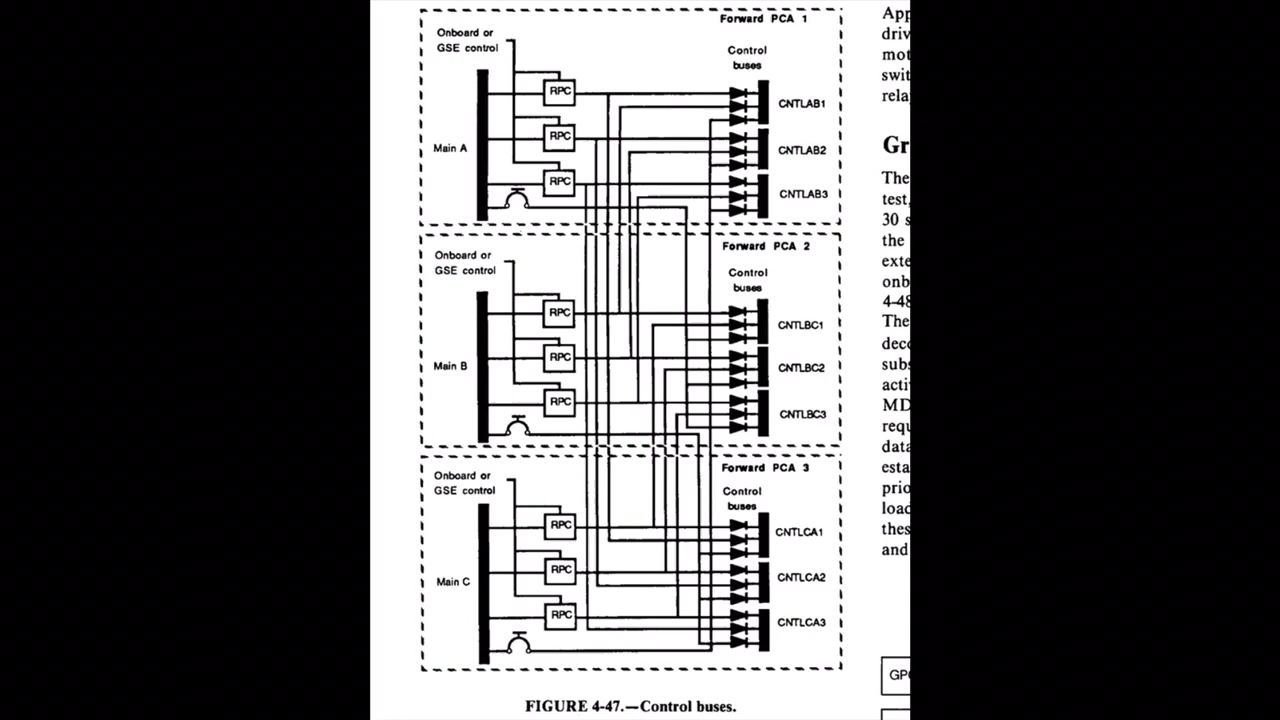 Forward PCA 1
Onboard or
GSE control
Control
buses
RPC
CNTLAB1
RPC
Main A
CNTLAB2
RPC
CNTLAB3
Forward PCA 2
Onboard or
GSE control
Control
buses
RPC
CNTLBC1
RPC
Main B
CNTLBC2
RPC
CNTLBC3
Forward PCA 3
Onboard or
GSE control
Control
buses
RPC
CNTLCA1
RPC
Main C
CNTLCA2
RPC
CNTLCA3
FIGURE 4-47.—Control buses.
App
driv
mot
swit
rela
Gr
The
test,
30 s
the
exte
onb
4-48
The
deco
subs
acti
MD
requ
data
esta
prio
load
thes
and
GP